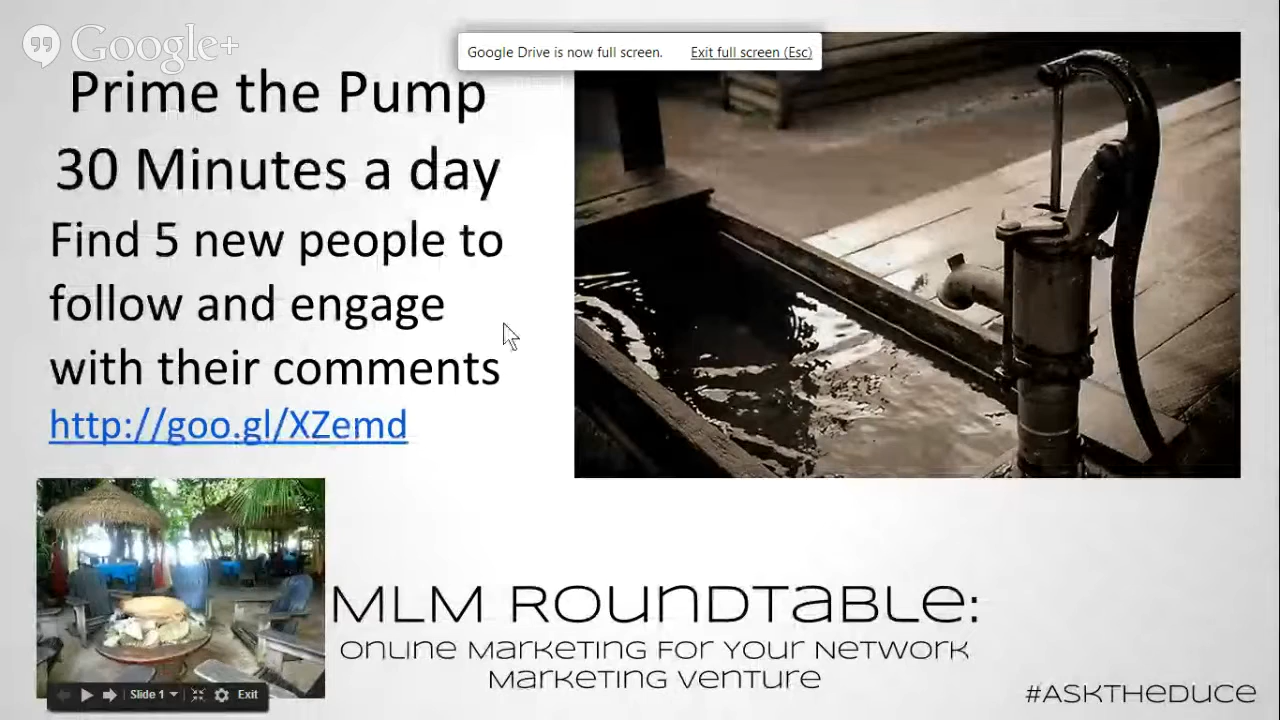 Google+
Google Drive is now full screen. Exit full screen (Esc)
Prime the Pump
30 Minutes a day
Find 5 new people to
follow and engage
with their comments
http://goo.gl/XZemd
MLM Roundtable:
Online Marketing For Your Network
Marketing Venture
#AskTheDuce
Slide 1 Exit